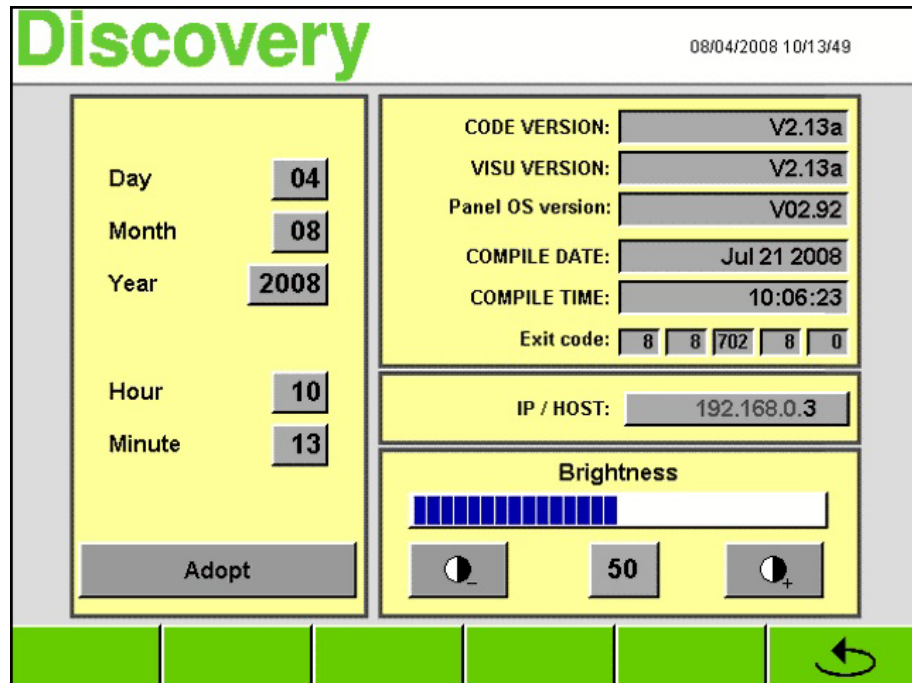 Discovery
08/04/2008 10/13/49
Day 04
Month 08
Year 2008
Hour 10
Minute 13
Adopt
CODE VERSION: V2.13a
VISU VERSION: V2.13a
Panel OS version: V02.92
COMPILE DATE: Jul 21 2008
COMPILE TIME: 10:06:23
Exit code: 8 8 702 8 0
IP / HOST: 192.168.0.3
Brightness
- 50 +